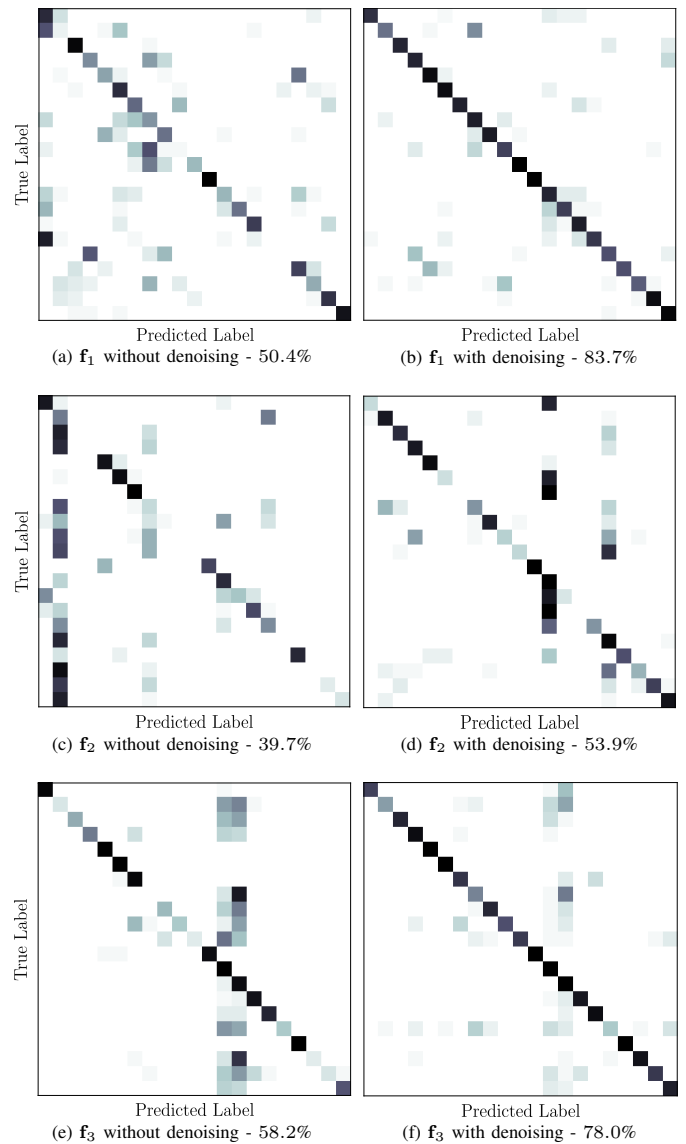 True Label
Predicted Label
Predicted Label
(a) f₁ without denoising - 50.4%
(b) f₁ with denoising - 83.7%
True Label
Predicted Label
Predicted Label
(c) f₂ without denoising - 39.7%
(d) f₂ with denoising - 53.9%
True Label
Predicted Label
Predicted Label
(e) f₃ without denoising - 58.2%
(f) f₃ with denoising - 78.0%